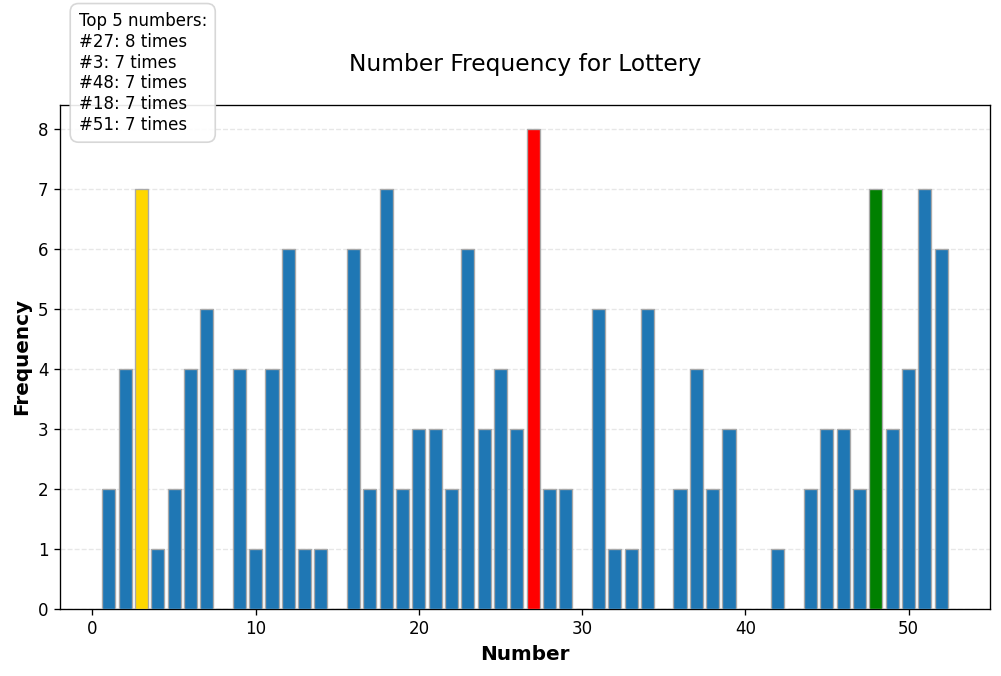 Top 5 numbers:
#27: 8 times
#3: 7 times
#48: 7 times
#18: 7 times
#51: 7 times
Number Frequency for Lottery
Frequency
8
7
6
5
4
3
2
1
0
0 10 20 30 40 50
Number